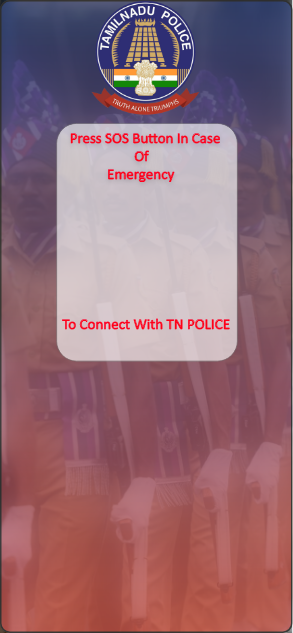 TAMILNADU POLICE
TRUTH ALONE TRIUMPHS
Press SOS Button In Case
Of
Emergency
To Connect With TN POLICE